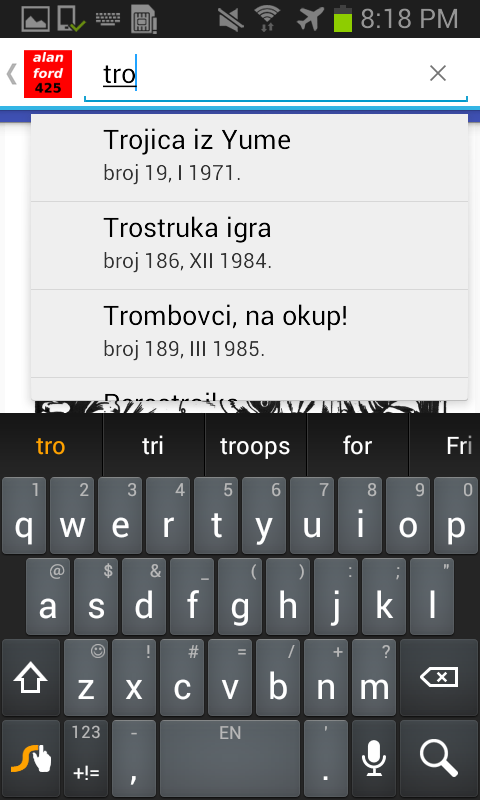 8:18 PM
alan
ford
425
tro
Trojica iz Yume
broj 19, I 1971.
Trostruka igra
broj 186, XII 1984.
Trombovci, na okup!
broj 189, III 1985.
tro tri troops for Fri
1 2 3 4 5 6 7 8 9 0
q w e r t y u i o p
@ $ & _ ( ) : ; "
a s d f g h j k l
! # = / + ?
z x c v b n m
123 - EN '
+!= , .